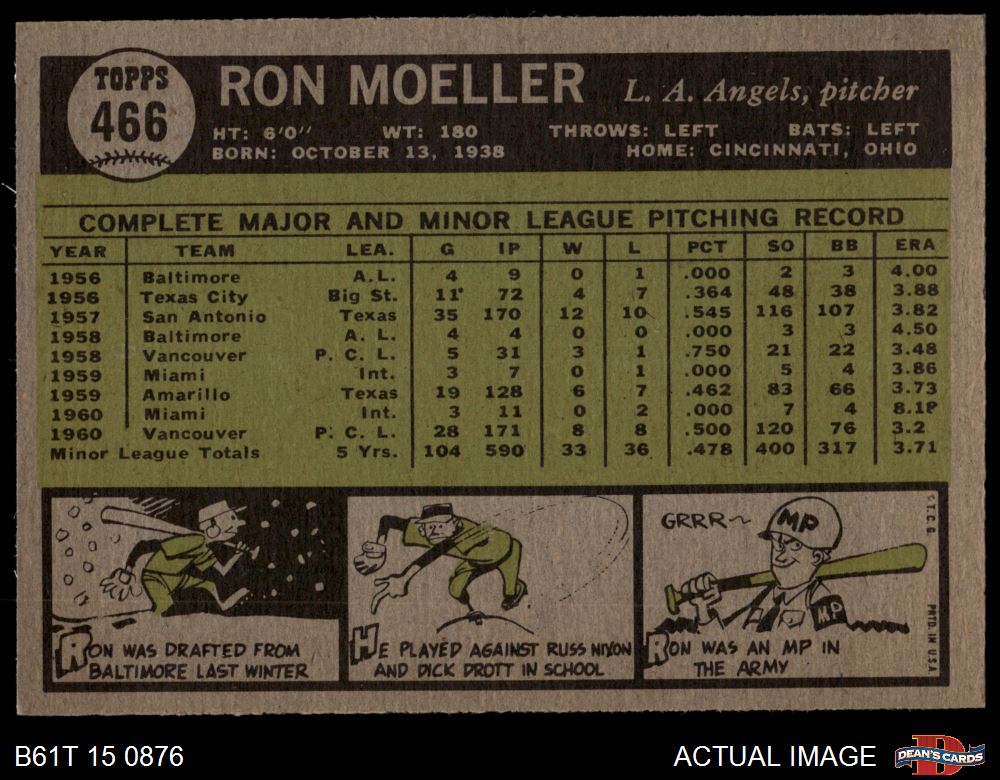 TOPPS
466
RON MOELLER L. A. Angels, pitcher
HT: 6'0" WT: 180 THROWS: LEFT BATS: LEFT
BORN: OCTOBER 13, 1938 HOME: CINCINNATI, OHIO
COMPLETE MAJOR AND MINOR LEAGUE PITCHING RECORD
YEAR TEAM LEA. G IP W L PCT SO BB ERA
1956 Baltimore A.L. 4 9 0 1 .000 2 3 4.00
1956 Texas City Big St. 11 72 4 7 .364 48 38 3.88
1957 San Antonio Texas 35 170 12 10 .545 116 107 3.82
1958 Baltimore A. L. 4 4 0 0 .000 3 3 4.50
1958 Vancouver P. C. L. 5 31 3 1 .750 21 22 3.48
1959 Miami Int. 3 7 0 1 .000 5 4 3.86
1959 Amarillo Texas 19 128 6 7 .462 83 66 3.73
1960 Miami Int. 3 11 0 2 .000 7 4
1960 Vancouver P. C. L. 28 171 8 8 .500 120 76 3.2
Minor League Totals 5 Yrs. 104 590 33 36 .478 400 317 3.71
RON WAS DRAFTED FROM
BALTIMORE LAST WINTER
HE PLAYED AGAINST RUSS NIXON
AND DICK DROTT IN SCHOOL
GRRR~
MP
MP
RON WAS AN MP IN
THE ARMY
© T.C.G. PRTD. IN U.S.A.
B61T 15 0876 ACTUAL IMAGE
D
DEAN'S CARDS